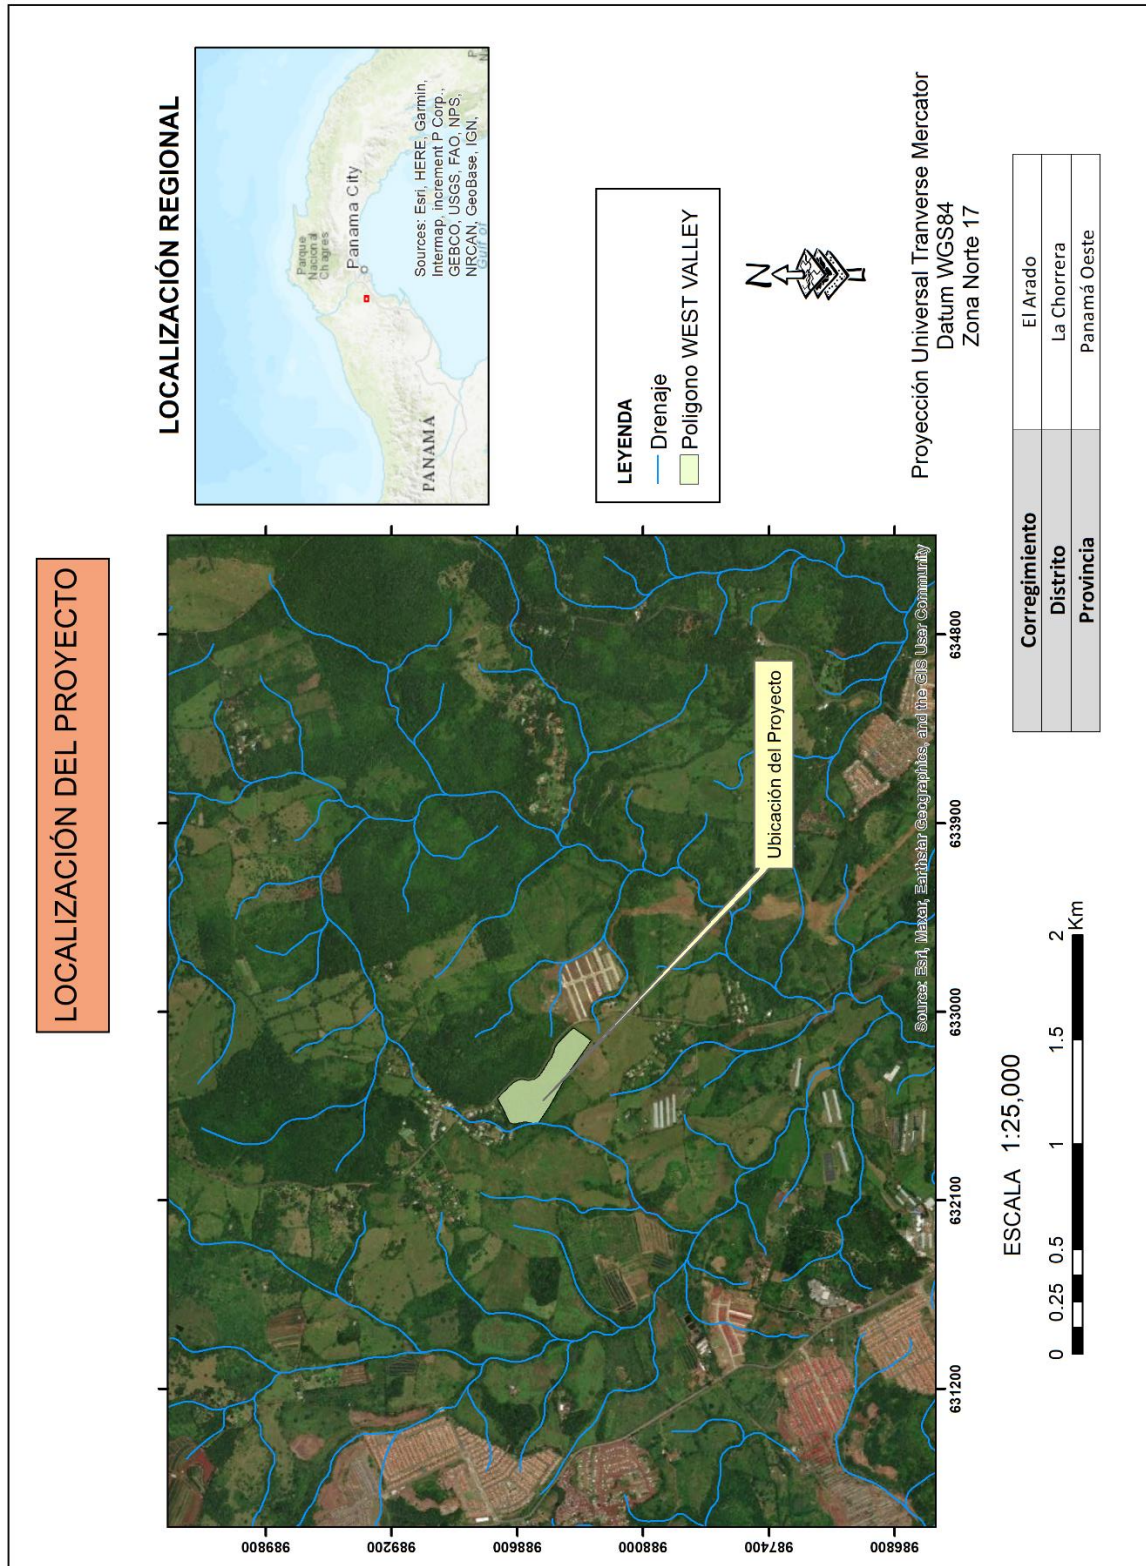 LOCALIZACIÓN DEL PROYECTO
989800
989200
988600
988000
987400
986800
631200
632100
633000
633900
634800
Ubicación del Proyecto
Source: Esri, Maxar, Earthstar Geographics, and the GIS User Community
ESCALA 1:25,000
0 0.25 0.5 1 1.5 2 Km
LOCALIZACIÓN REGIONAL
Parque
Nacional
Chagres
Panama City
PANAMÁ
Gulf of
Sources: Esri, HERE, Garmin,
Intermap, increment P Corp.,
GEBCO, USGS, FAO, NPS,
NRCAN, GeoBase, IGN,
LEYENDA
Drenaje
Poligono WEST VALLEY
N
Proyección Universal Tranverse Mercator
Datum WGS84
Zona Norte 17
Corregimiento El Arado
Distrito La Chorrera
Provincia Panamá Oeste